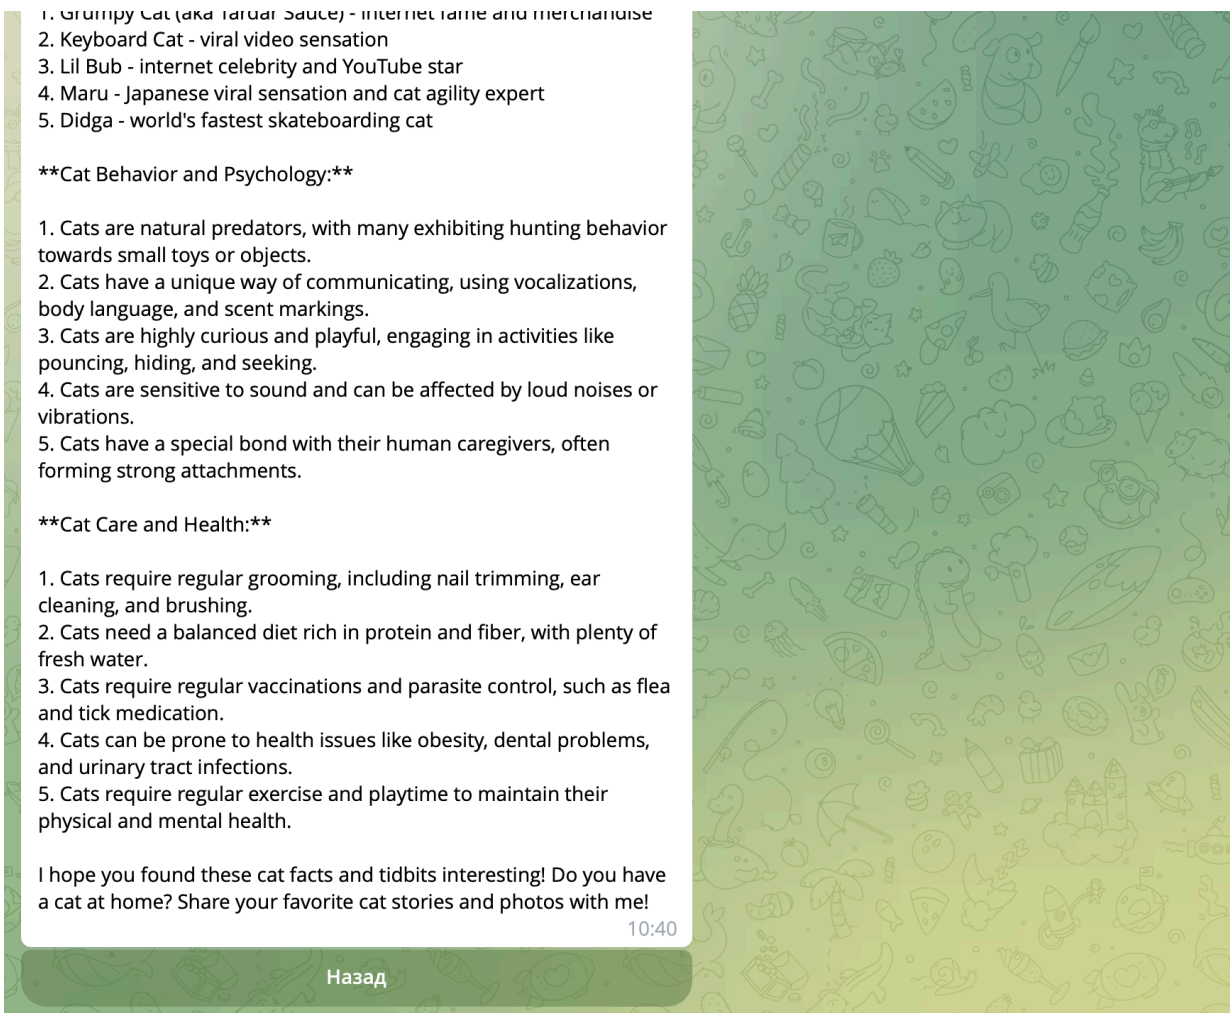 1. Grumpy Cat (aka Tardar Sauce) - internet fame and merchandise
2. Keyboard Cat - viral video sensation
3. Lil Bub - internet celebrity and YouTube star
4. Maru - Japanese viral sensation and cat agility expert
5. Didga - world's fastest skateboarding cat
**Cat Behavior and Psychology:**
1. Cats are natural predators, with many exhibiting hunting behavior
towards small toys or objects.
2. Cats have a unique way of communicating, using vocalizations,
body language, and scent markings.
3. Cats are highly curious and playful, engaging in activities like
pouncing, hiding, and seeking.
4. Cats are sensitive to sound and can be affected by loud noises or
vibrations.
5. Cats have a special bond with their human caregivers, often
forming strong attachments.
**Cat Care and Health:**
1. Cats require regular grooming, including nail trimming, ear
cleaning, and brushing.
2. Cats need a balanced diet rich in protein and fiber, with plenty of
fresh water.
3. Cats require regular vaccinations and parasite control, such as flea
and tick medication.
4. Cats can be prone to health issues like obesity, dental problems,
and urinary tract infections.
5. Cats require regular exercise and playtime to maintain their
physical and mental health.
I hope you found these cat facts and tidbits interesting! Do you have
a cat at home? Share your favorite cat stories and photos with me!
10:40
Назад